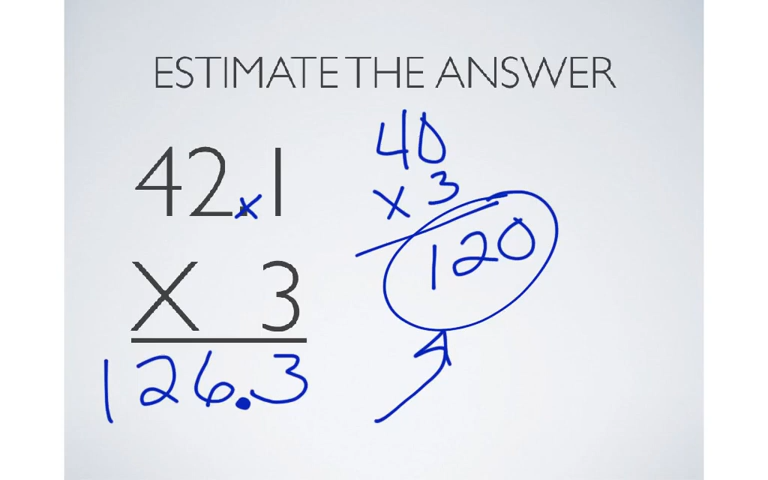 ESTIMATE THE ANSWER
42.1
X 3
126.3
40
x 3
120